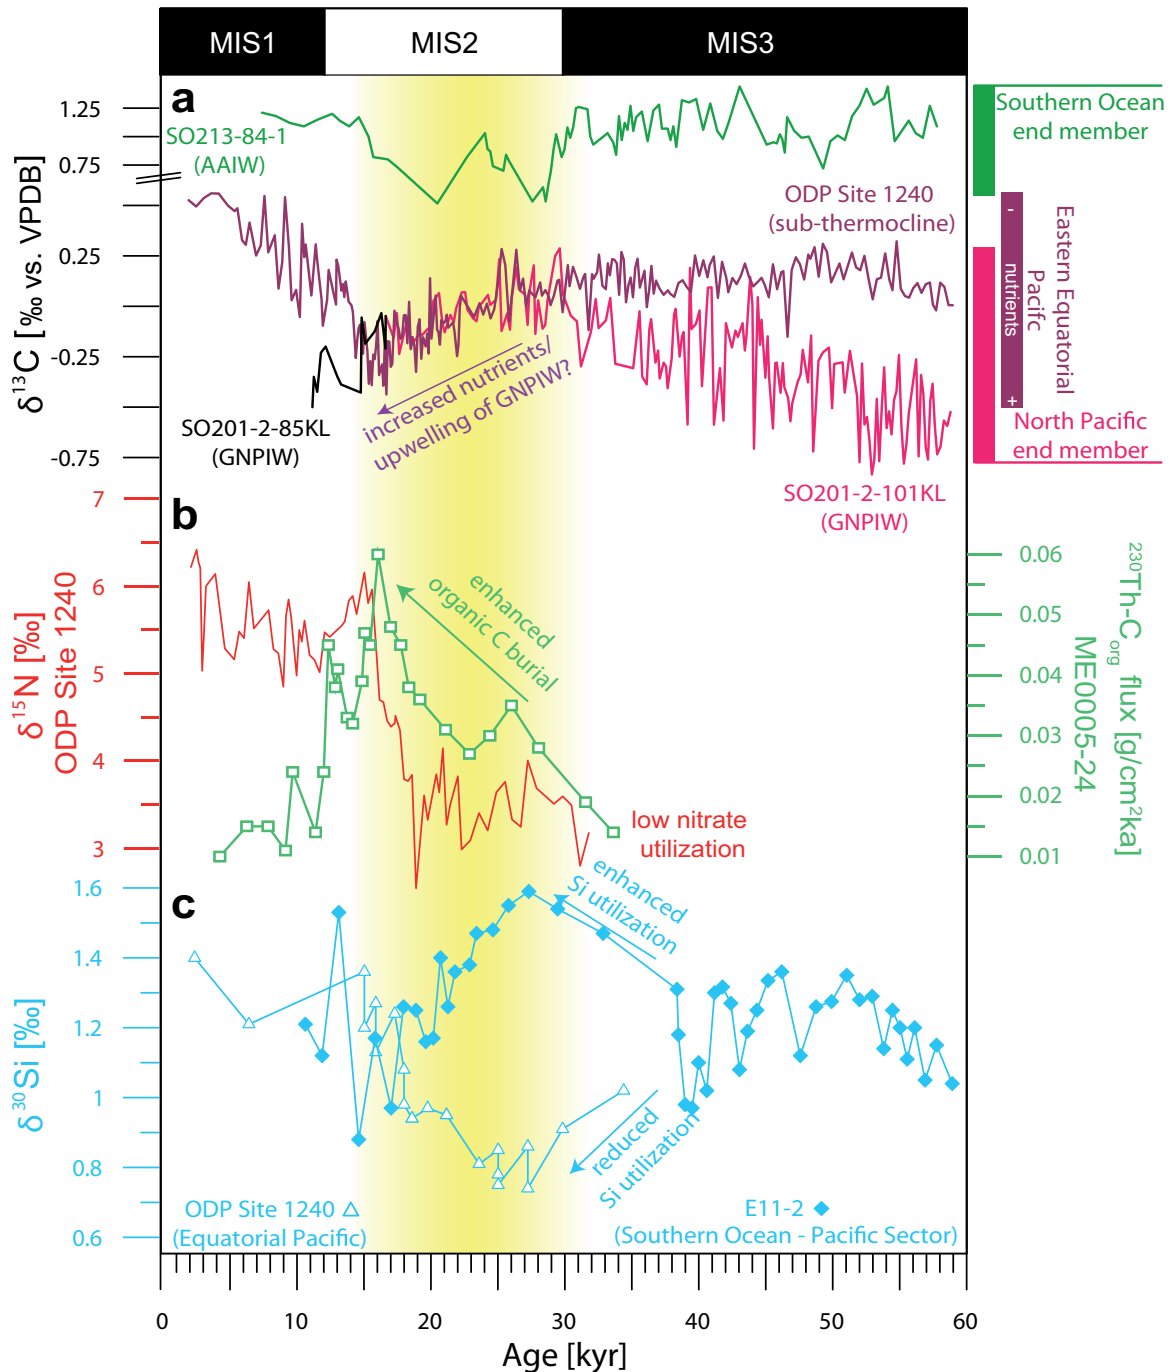 MIS1
MIS2
MIS3
a
1.25
0.75
0.25
-0.25
-0.75
δ13C [ ‰ vs. VPDB]
SO213-84-1
(AAIW)
ODP Site 1240
(sub-thermocline)
SO201-2-85KL
(GNPIW)
increased nutrients/
upwelling of GNPIW?
SO201-2-101KL
(GNPIW)
Southern Ocean
end member
-
nutrients
+
Eastern Equatorial
Pacifc
North Pacific
end member
b
7
6
5
4
3
δ15N [‰]
ODP Site 1240
enhanced
organic C burial
low nitrate
utilization
0.06
0.05
0.04
0.03
0.02
0.01
230Th-Corg flux [g/cm2ka]
ME0005-24
c
1.6
1.4
1.2
1
0.8
0.6
δ30Si [‰]
enhanced
Si utilization
reduced
Si utilization
ODP Site 1240
(Equatorial Pacific)
E11-2
(Southern Ocean - Pacific Sector)
0
10
20
30
40
50
60
Age [kyr]